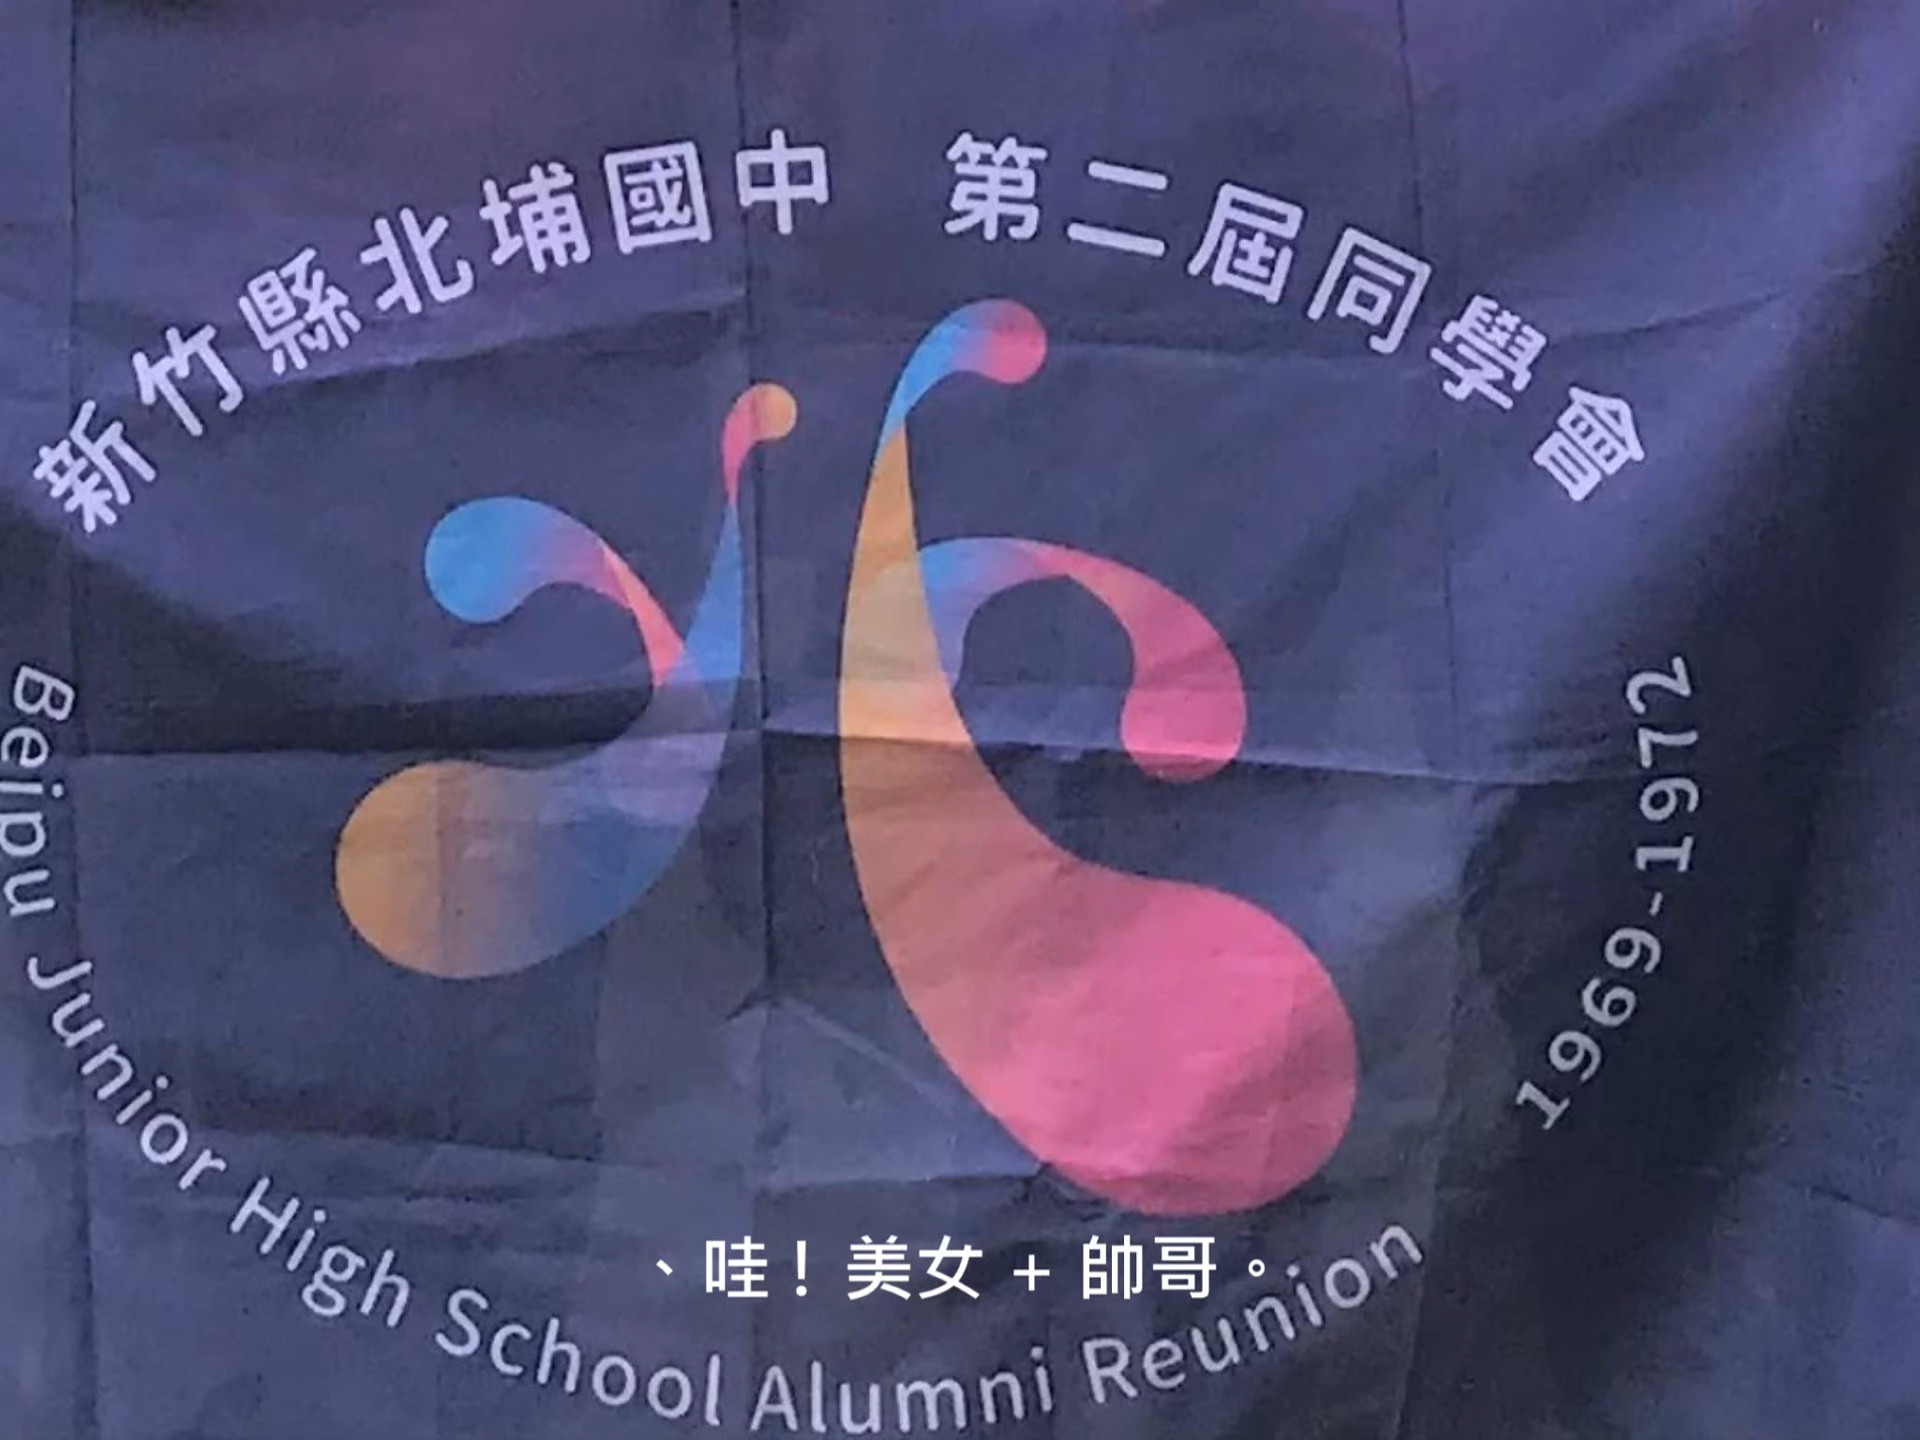 新竹縣北埔國中 第二屆同學會
Beipu Junior High School Alumni Reunion
1969-1972
、哇！美女 + 帥哥。